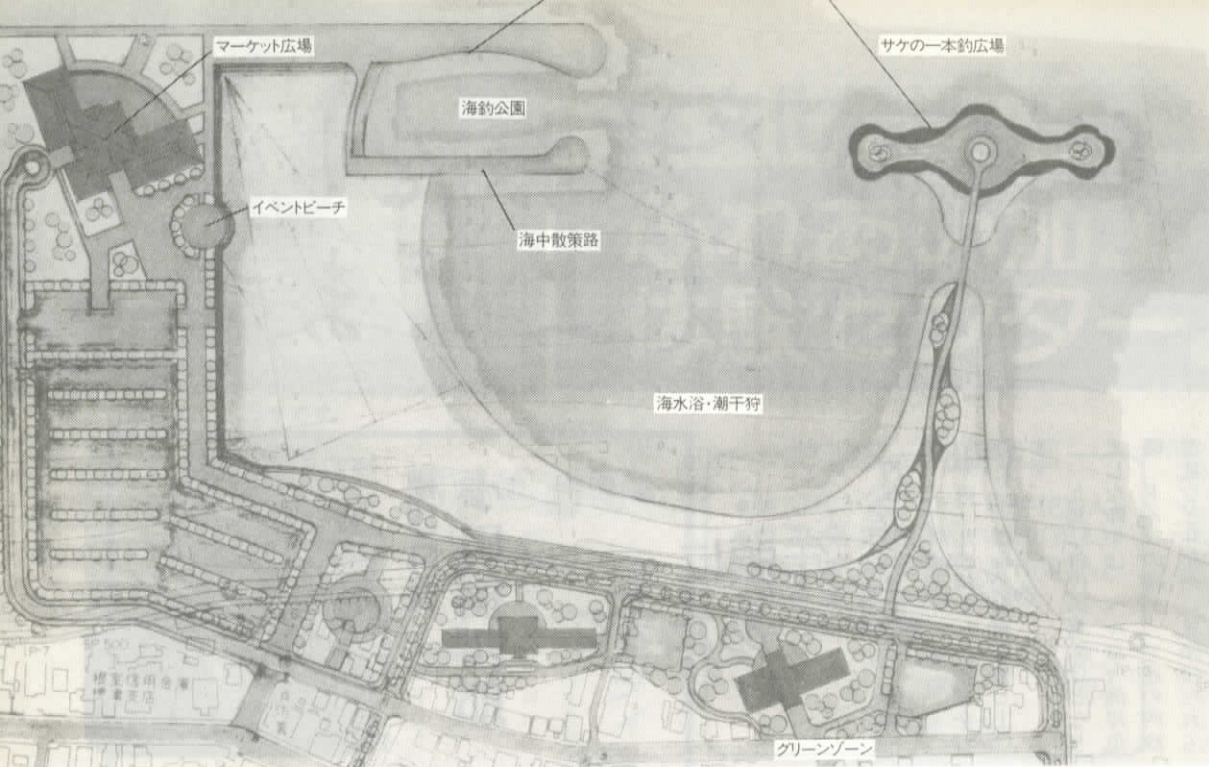 マーケット広場
サケの一本釣広場
海釣公園
イベントビーチ
海中散策路
海水浴・潮干狩
グリーンゾーン